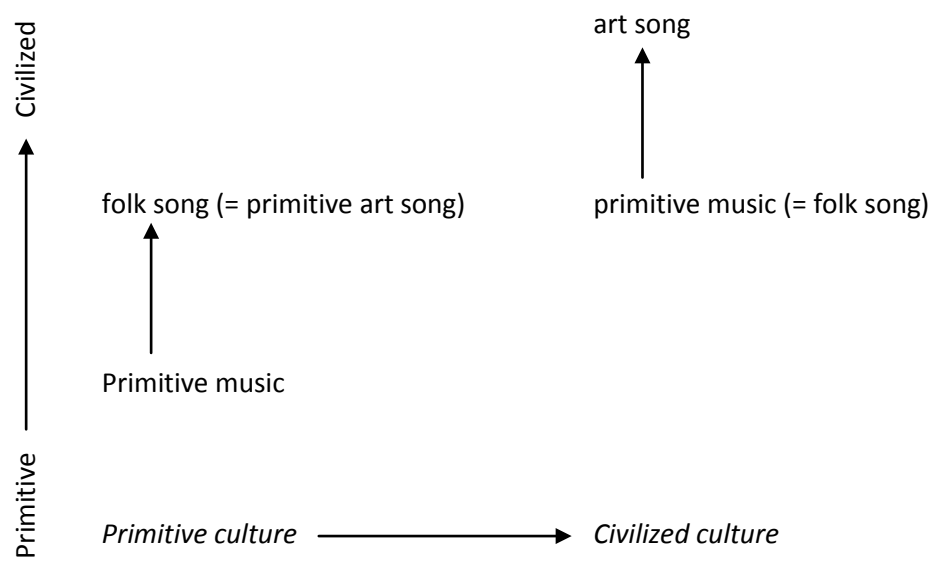 Civilized
art song
folk song (= primitive art song)
primitive music (= folk song)
Primitive music
Primitive
Primitive culture
Civilized culture